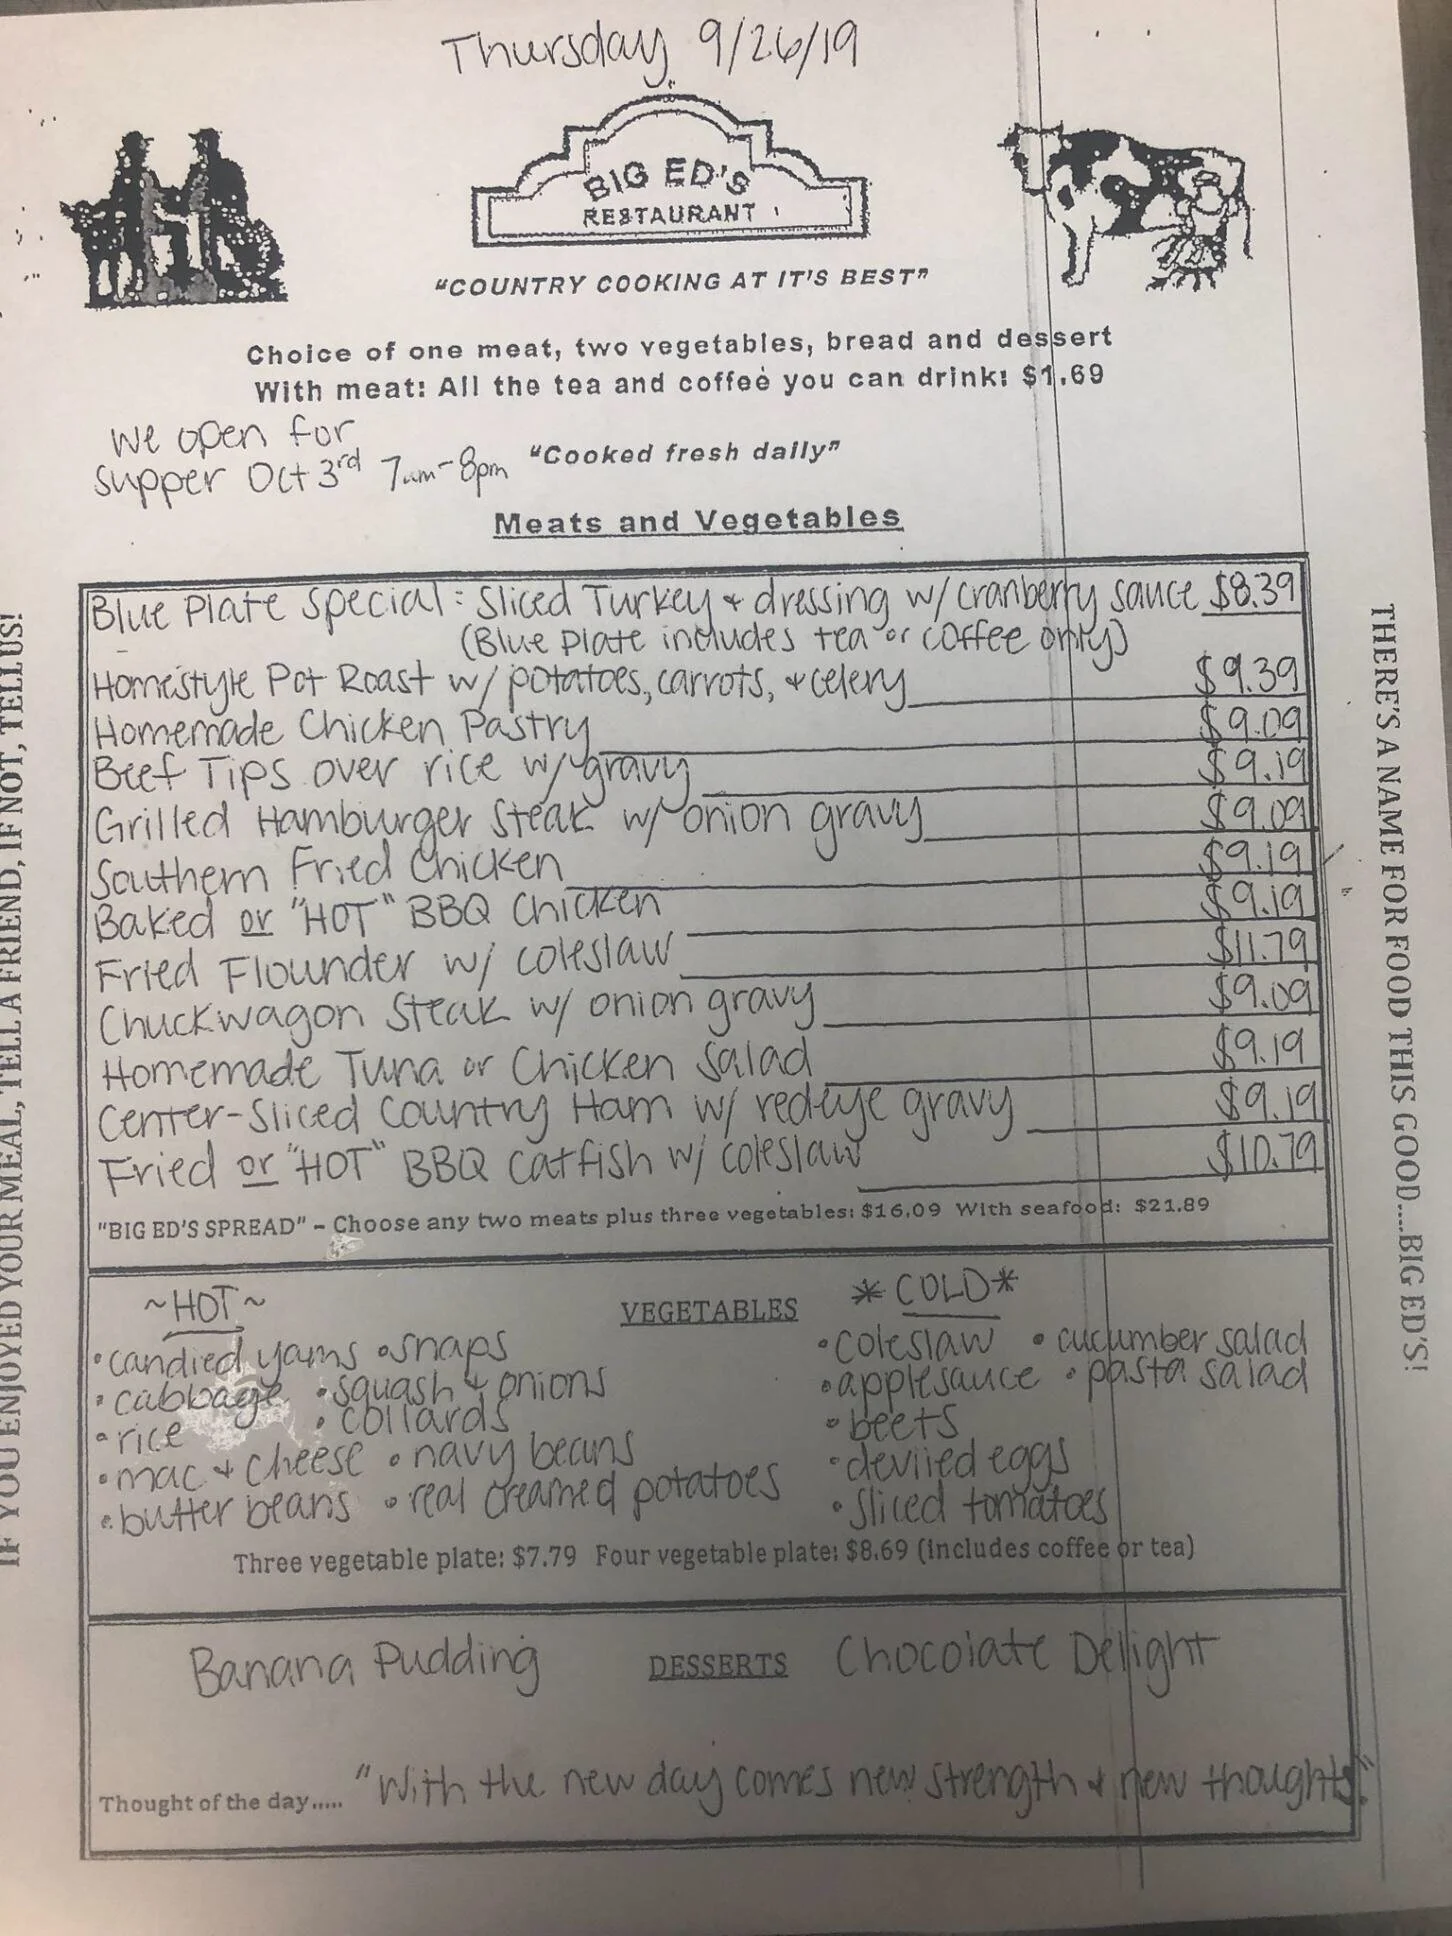 Thursday 9/26/19
BIG ED'S
RESTAURANT
"COUNTRY COOKING AT IT'S BEST"
Choice of one meat, two vegetables, bread and dessert
With meat: All the tea and coffee you can drink: $1.69
We open for
supper Oct 3rd 7am-8pm
"Cooked fresh daily"
Meats and Vegetables
Blue Plate Special: Sliced Turkey & dressing w/ cranberry sauce $8.39
(Blue Plate includes tea or coffee only)
Homestyle Pot Roast w/ potatoes, carrots, & celery $9.39
Homemade Chicken Pastry $9.09
Beef Tips over rice w/ gravy $9.19
Grilled Hamburger Steak w/ onion gravy $9.09
Southern Fried Chicken $9.19
Baked or "HOT" BBQ Chicken $9.19
Fried Flounder w/ coleslaw $11.79
Chuckwagon Steak w/ onion gravy $9.09
Homemade Tuna or Chicken Salad $9.19
Center-Sliced Country Ham w/ redeye gravy $9.19
Fried or "HOT" BBQ Catfish w/ coleslaw $10.79
"BIG ED'S SPREAD" – Choose any two meats plus three vegetables: $16.09 With seafood: $21.89
~HOT~ VEGETABLES *COLD*
•candied yams •snaps •coleslaw •cucumber salad
•cabbage •squash & onions •applesauce •pasta salad
•rice •collards •beets
•mac & cheese •navy beans •deviled eggs
•butter beans •real creamed potatoes •sliced tomatoes
Three vegetable plate: $7.79 Four vegetable plate: $8.69 (includes coffee or tea)
Banana Pudding DESSERTS Chocolate Delight
Thought of the day..... "With the new day comes new strength & new thoughts."
IF YOU ENJOYED YOUR MEAL, TELL A FRIEND, IF NOT, TELL US!
THERE'S A NAME FOR FOOD THIS GOOD....BIG ED'S!